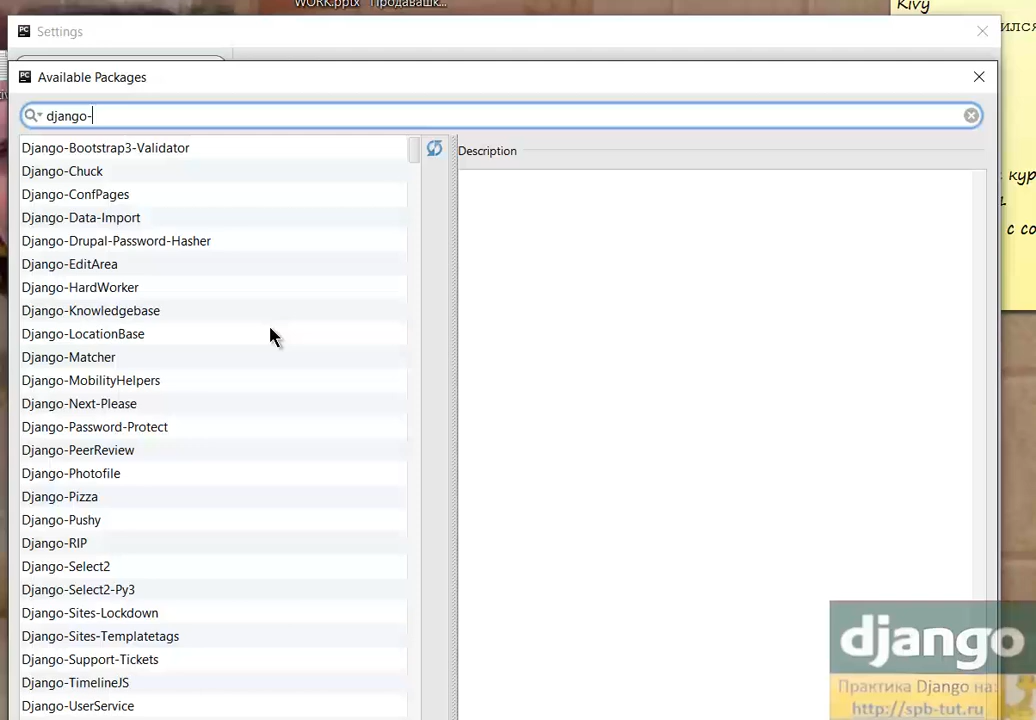 WORK.pptx "Продавашк...
Kivy
Settings
ился
Available Packages
django-
Django-Bootstrap3-Validator
Description
Django-Chuck
кур
Django-ConfPages
Django-Data-Import
с со
Django-Drupal-Password-Hasher
Django-EditArea
Django-HardWorker
Django-Knowledgebase
Django-LocationBase
Django-Matcher
Django-MobilityHelpers
Django-Next-Please
Django-Password-Protect
Django-PeerReview
Django-Photofile
Django-Pizza
Django-Pushy
Django-RIP
Django-Select2
Django-Select2-Py3
Django-Sites-Lockdown
Django-Sites-Templatetags
Django-Support-Tickets
Django-TimelineJS
Django-UserService
django
Практика Django на:
http://spb-tut.ru